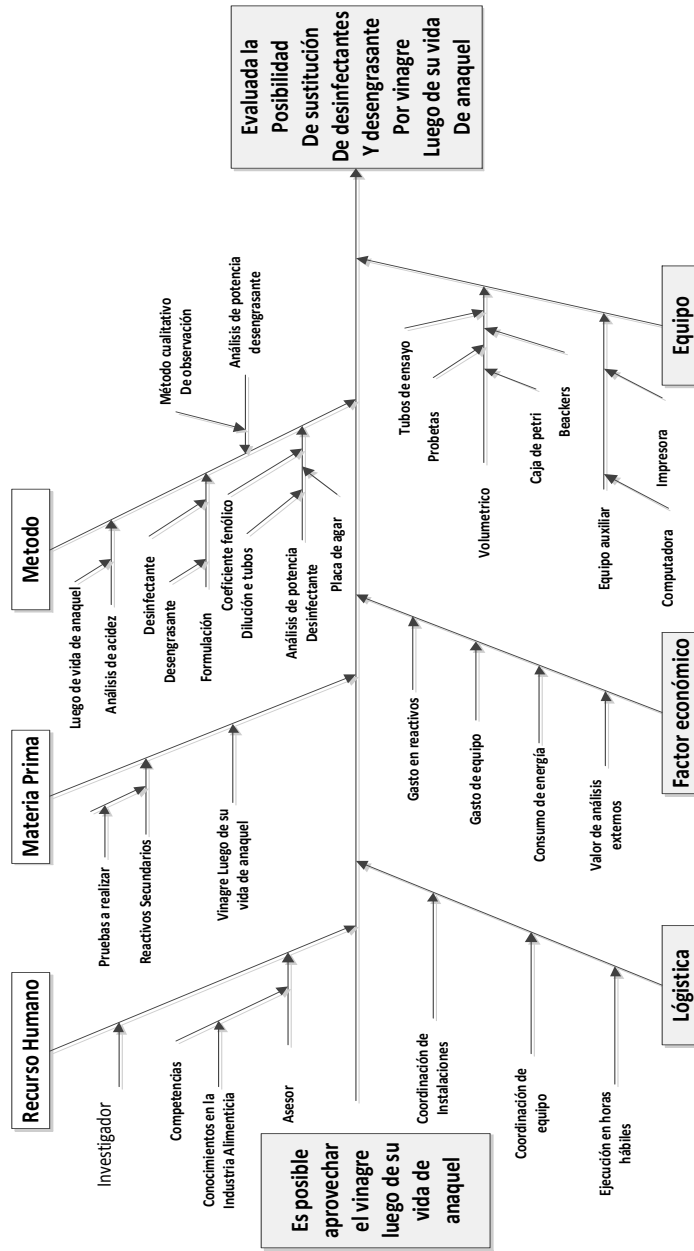 Recurso Humano
Investigador
Competencias
Conocimientos en la
Industria Alimenticia
Asesor
Materia Prima
Pruebas a realizar
Reactivos Secundarios
Vinagre Luego de su
vida de anaquel
Metodo
Luego de vida de anaquel
Análisis de acidez
Desinfectante
Desengrasante
Formulación
Coeficiente fenólico
Dilución e tubos
Análisis de potencia
Desinfectante
Placa de agar
Método cualitativo
De observación
Análisis de potencia
desengrasante
Es posible
aprovechar
el vinagre
luego de su
vida de
anaquel
Evaluada la
Posibilidad
De sustitución
De desinfectantes
Y desengrasante
Por vinagre
Luego de su vida
De anaquel
Coordinación de
Instalaciones
Coordinación de
equipo
Ejecución en horas
hábiles
Lógistica
Gasto en reactivos
Gasto de equipo
Consumo de energía
Valor de análisis
externos
Factor económico
Tubos de ensayo
Probetas
Volumetrico
Caja de petri
Beackers
Equipo auxiliar
Impresora
Computadora
Equipo